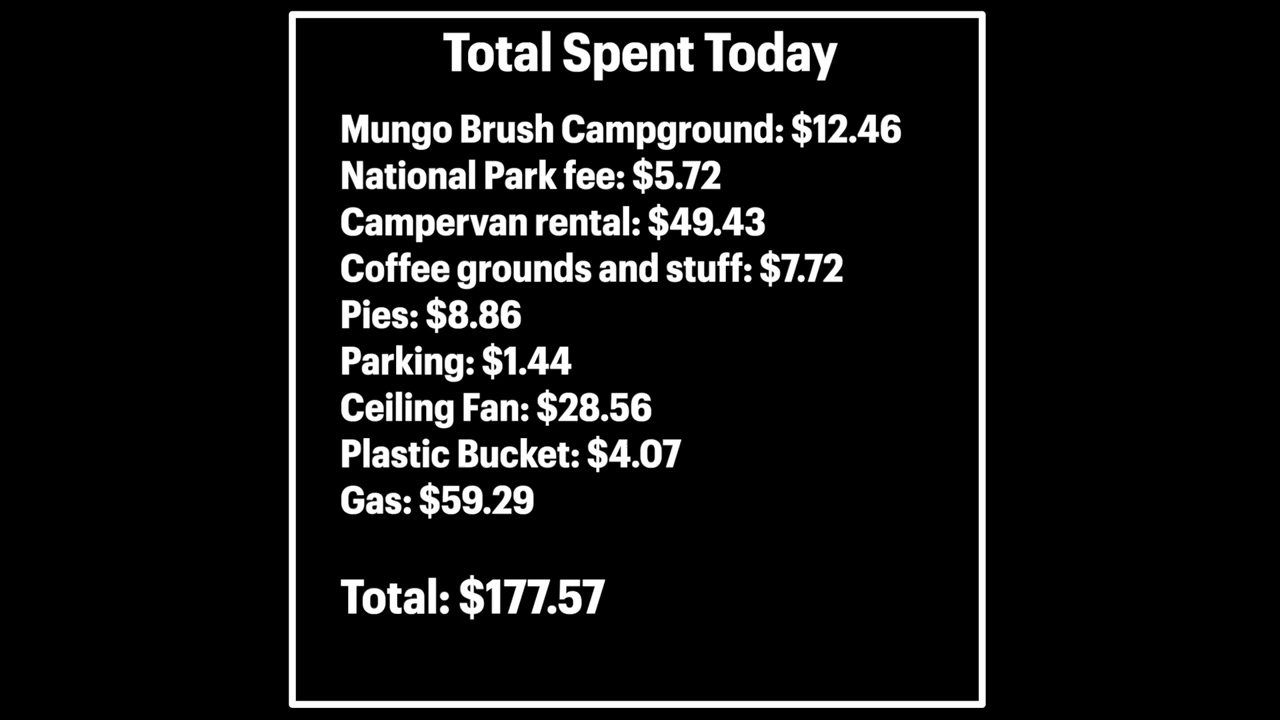 Total Spent Today
Mungo Brush Campground: $12.46
National Park fee: $5.72
Campervan rental: $49.43
Coffee grounds and stuff: $7.72
Pies: $8.86
Parking: $1.44
Ceiling Fan: $28.56
Plastic Bucket: $4.07
Gas: $59.29
Total: $177.57